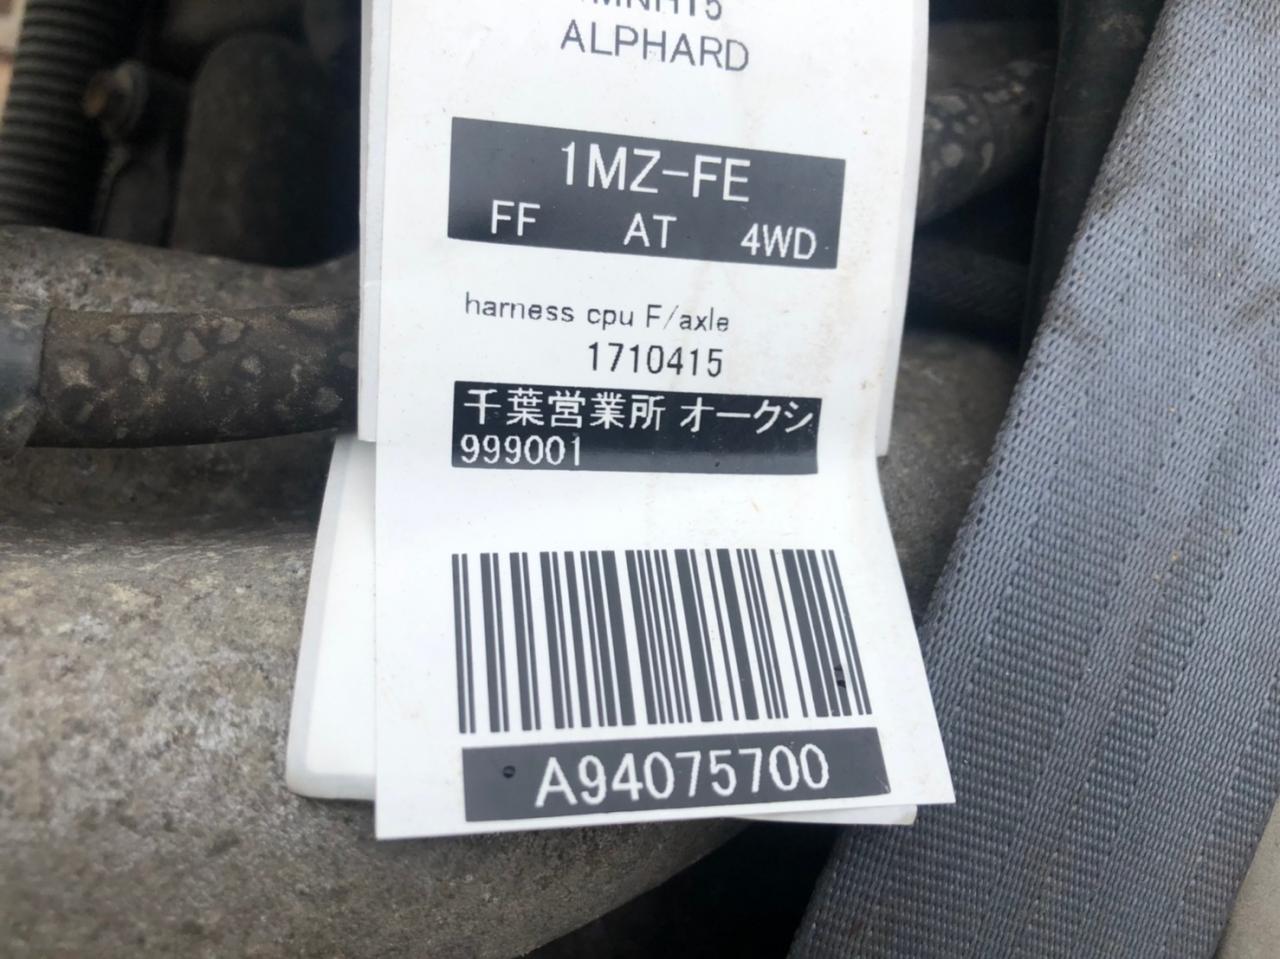 MNH15
ALPHARD
1MZ-FE
FF AT 4WD
harness cpu F/axle
1710415
千葉営業所 オークシ
999001
A94075700